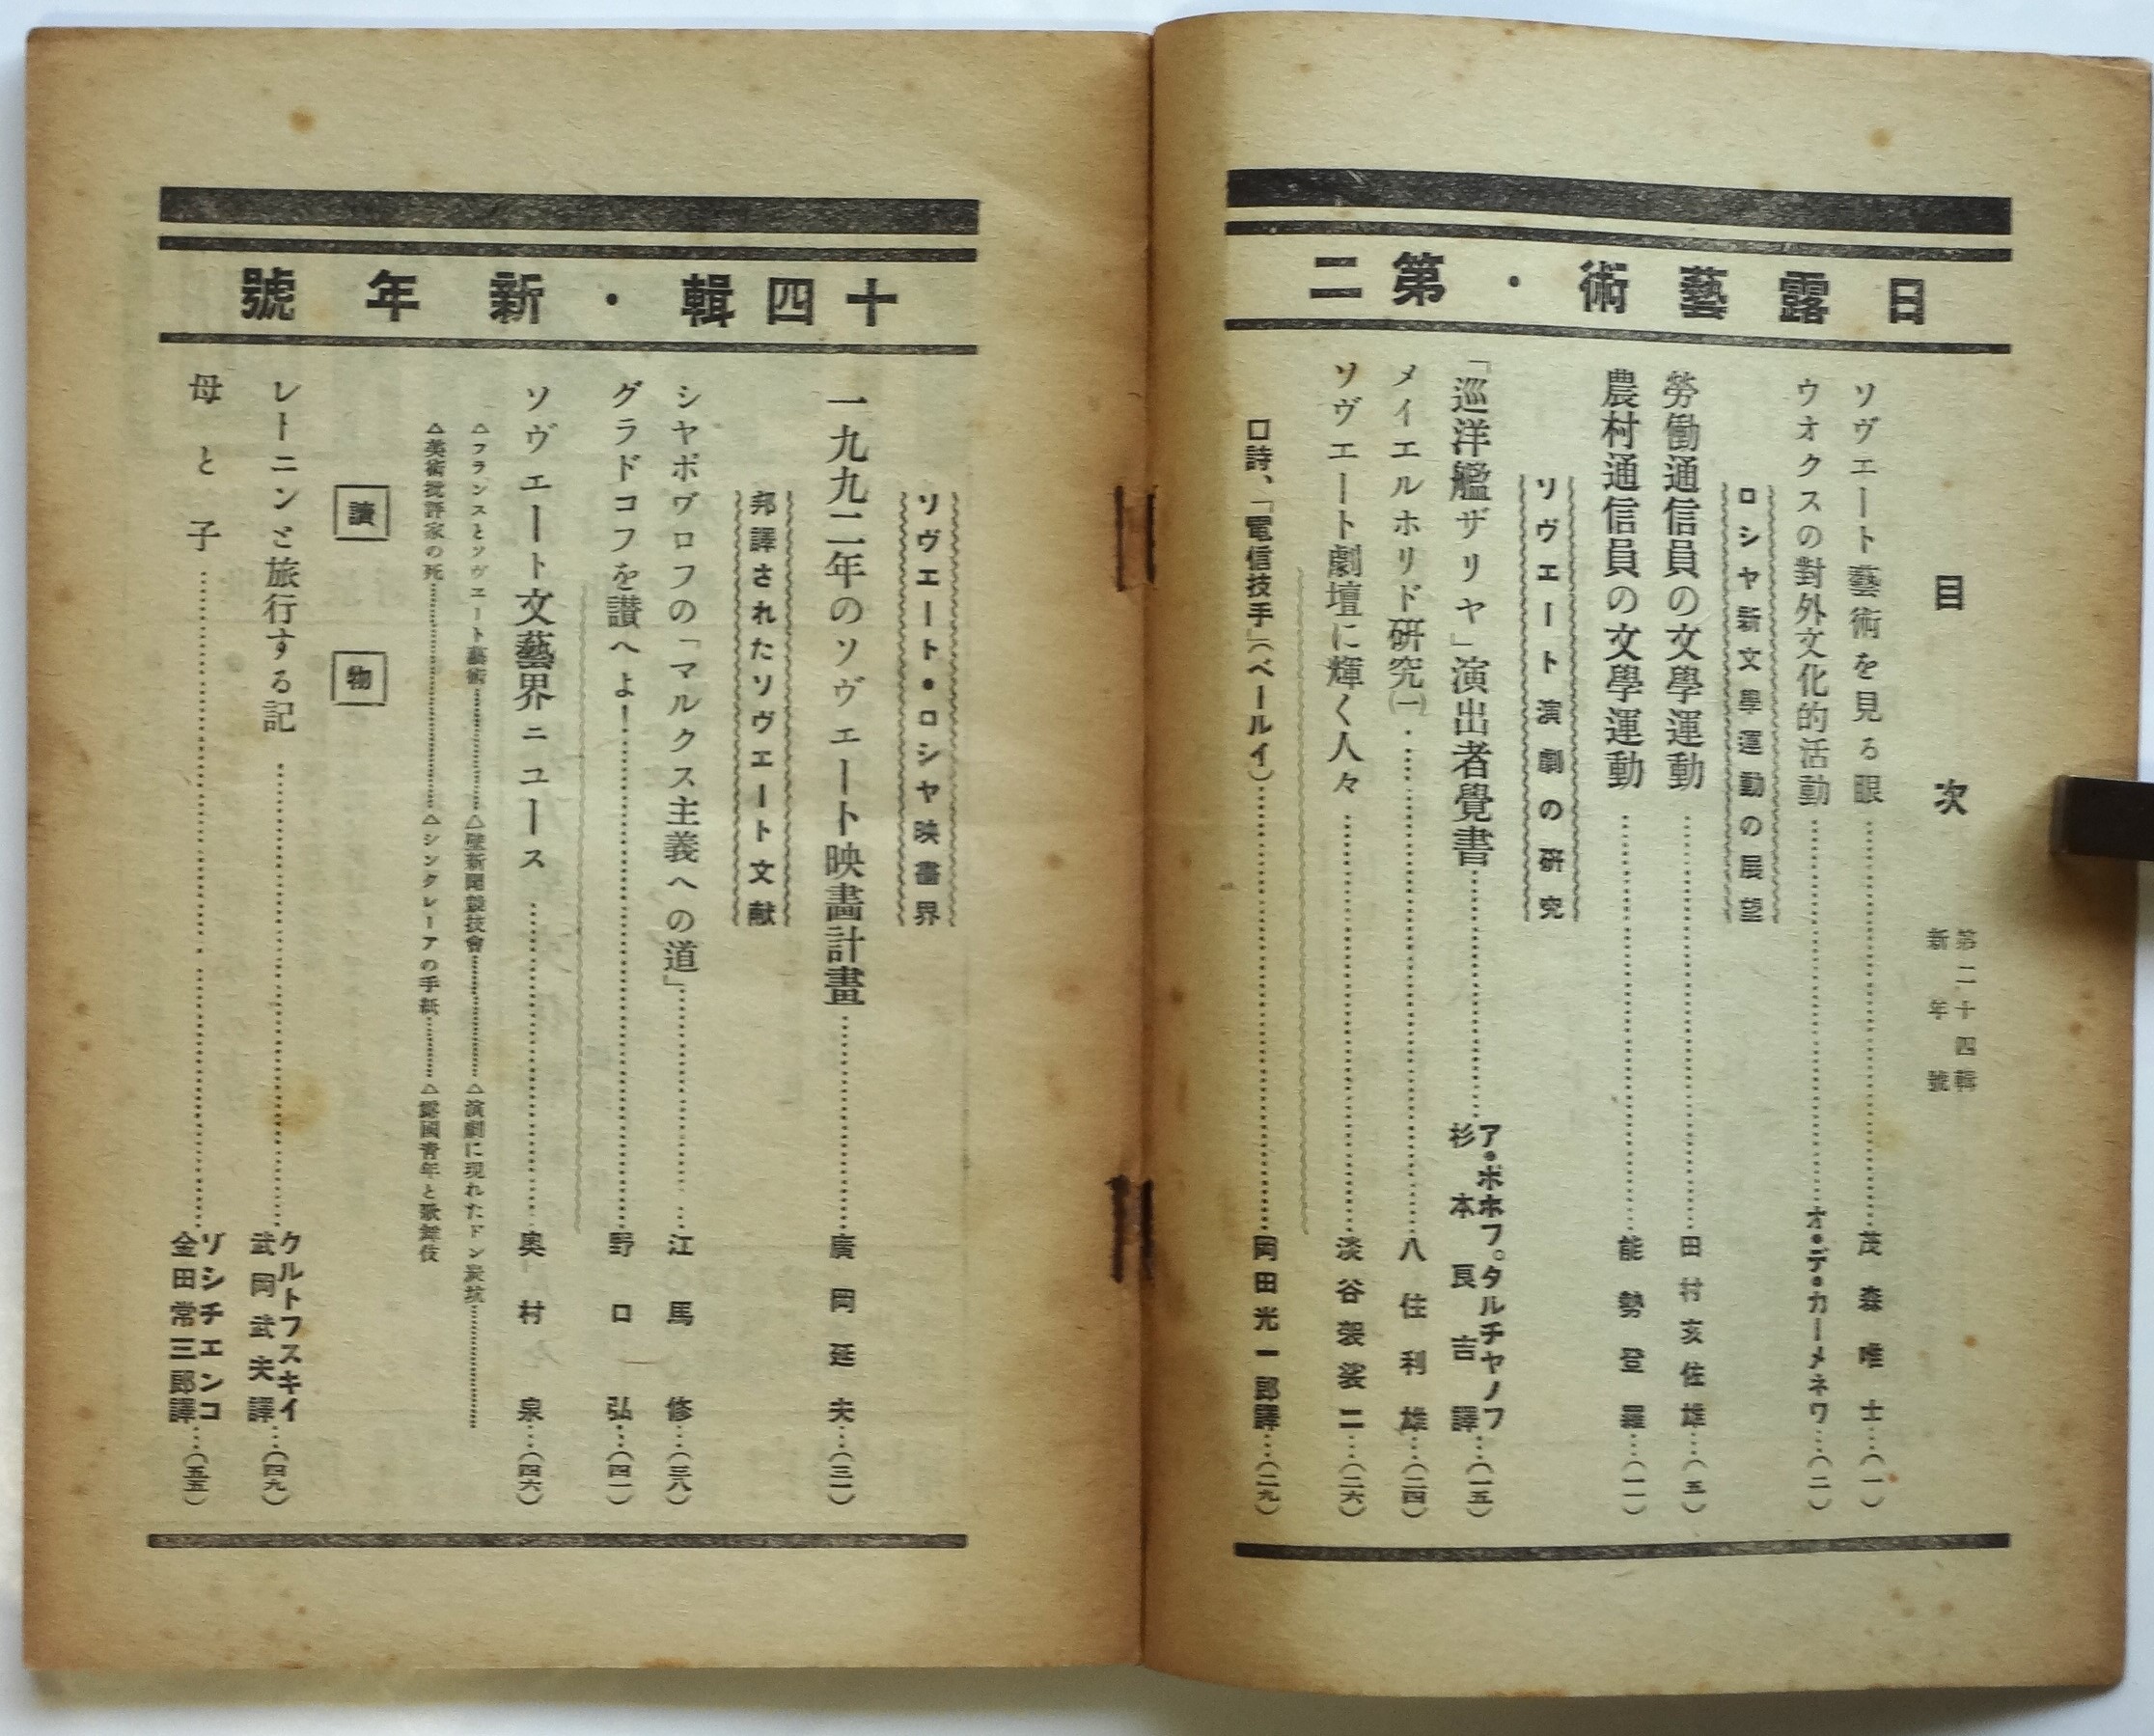 日露藝術・第二
目次
第二十四輯
新年號
ソヴエート藝術を見る眼……茂森唯士…(一)
ウオクスの對外文化的活動……オ・デ・カーメネワ…(二)
ロシヤ新文學運動の展望
勞働通信員の文學運動……田村亥佐雄…(五)
農村通信員の文學運動……能勢登羅…(一一)
ソヴエート演劇の硏究
「巡洋艦ザリヤ」演出者覺書……ア・ポホフ。タルチヤノフ
杉本良吉譯…(一五)
メイエルホリド硏究(一)……八住利雄…(二四)
ソヴエート劇壇に輝く人々……淡谷袈裟二…(二六)
口詩、「電信技手」(ベールイ)……岡田光一郎譯…(二九)
十四輯・新年號
ソヴエート・ロシヤ映畵界
一九九二年のソヴエート映畵計畫……廣岡延夫…(三一)
邦譯されたソヴエート文献
シヤポヴロフの「マルクス主義への道」……江馬修…(三八)
グラドコフを讃へよ!……野口弘…(四一)
ソヴエート文藝界ニユース……奥村泉…(四六)
△フランスとソヴエート藝術……△壁新聞競技會……△演劇に現れたドン炭坑……
△美術批評家の死……△シンクレーアの手紙……△露國靑年と歌舞伎
讀物
レーニンと旅行する記……クルトフスキイ
武岡武夫譯…(四九)
母と子……ゾシチエンコ
金田常三郎譯…(五五)